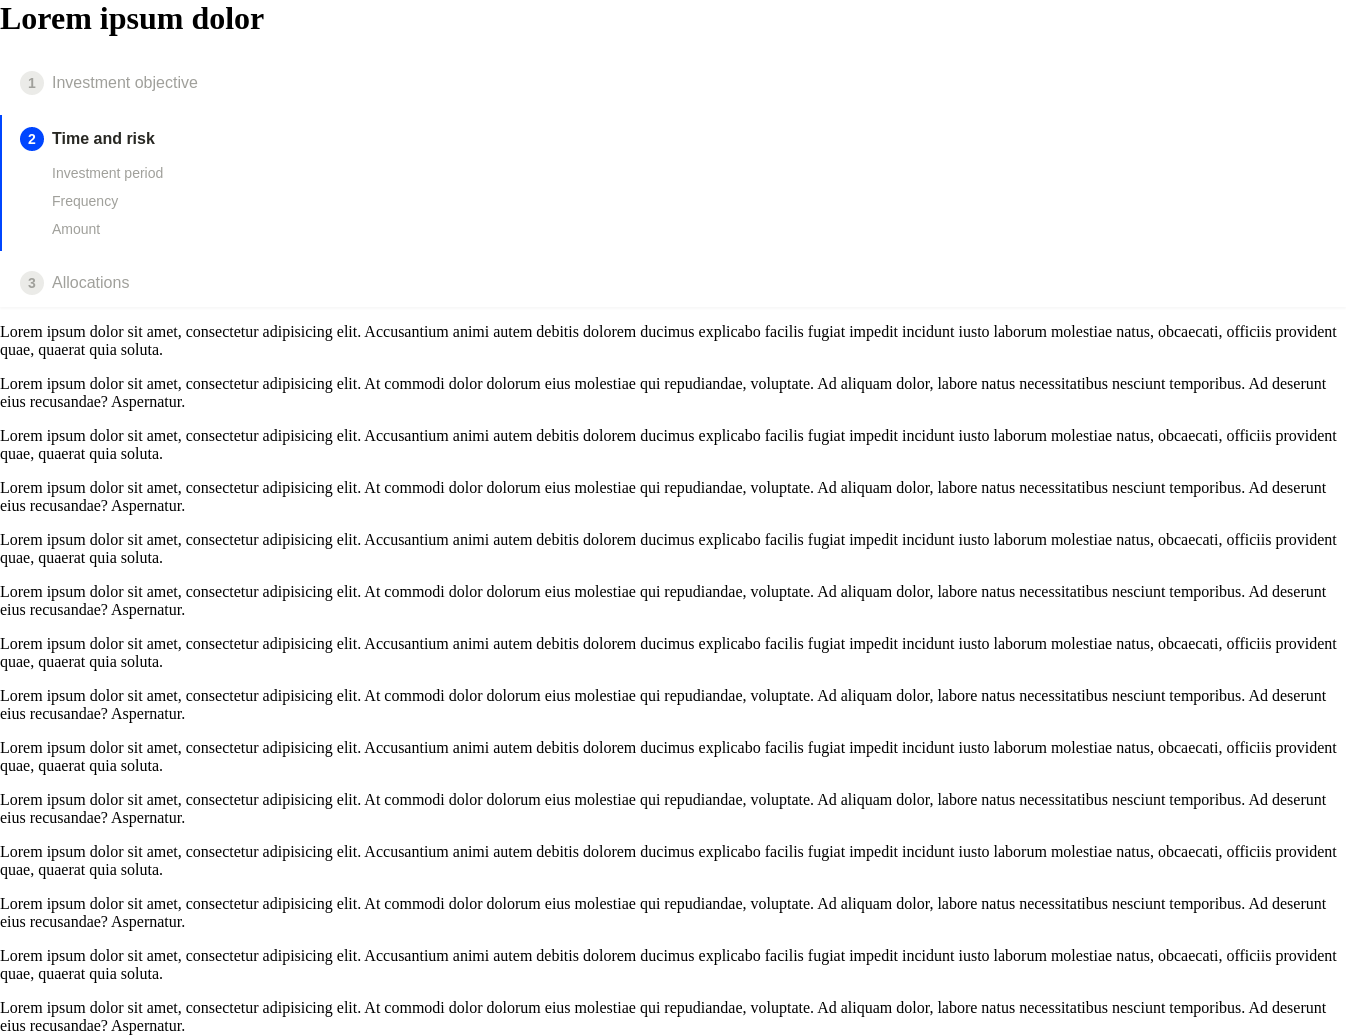 Lorem ipsum dolor
1 Investment objective
2 Time and risk
Investment period
Frequency
Amount
3 Allocations
Lorem ipsum dolor sit amet, consectetur adipisicing elit. Accusantium animi autem debitis dolorem ducimus explicabo facilis fugiat impedit incidunt iusto laborum molestiae natus, obcaecati, officiis provident
quae, quaerat quia soluta.
Lorem ipsum dolor sit amet, consectetur adipisicing elit. At commodi dolor dolorum eius molestiae qui repudiandae, voluptate. Ad aliquam dolor, labore natus necessitatibus nesciunt temporibus. Ad deserunt
eius recusandae? Aspernatur.
Lorem ipsum dolor sit amet, consectetur adipisicing elit. Accusantium animi autem debitis dolorem ducimus explicabo facilis fugiat impedit incidunt iusto laborum molestiae natus, obcaecati, officiis provident
quae, quaerat quia soluta.
Lorem ipsum dolor sit amet, consectetur adipisicing elit. At commodi dolor dolorum eius molestiae qui repudiandae, voluptate. Ad aliquam dolor, labore natus necessitatibus nesciunt temporibus. Ad deserunt
eius recusandae? Aspernatur.
Lorem ipsum dolor sit amet, consectetur adipisicing elit. Accusantium animi autem debitis dolorem ducimus explicabo facilis fugiat impedit incidunt iusto laborum molestiae natus, obcaecati, officiis provident
quae, quaerat quia soluta.
Lorem ipsum dolor sit amet, consectetur adipisicing elit. At commodi dolor dolorum eius molestiae qui repudiandae, voluptate. Ad aliquam dolor, labore natus necessitatibus nesciunt temporibus. Ad deserunt
eius recusandae? Aspernatur.
Lorem ipsum dolor sit amet, consectetur adipisicing elit. Accusantium animi autem debitis dolorem ducimus explicabo facilis fugiat impedit incidunt iusto laborum molestiae natus, obcaecati, officiis provident
quae, quaerat quia soluta.
Lorem ipsum dolor sit amet, consectetur adipisicing elit. At commodi dolor dolorum eius molestiae qui repudiandae, voluptate. Ad aliquam dolor, labore natus necessitatibus nesciunt temporibus. Ad deserunt
eius recusandae? Aspernatur.
Lorem ipsum dolor sit amet, consectetur adipisicing elit. Accusantium animi autem debitis dolorem ducimus explicabo facilis fugiat impedit incidunt iusto laborum molestiae natus, obcaecati, officiis provident
quae, quaerat quia soluta.
Lorem ipsum dolor sit amet, consectetur adipisicing elit. At commodi dolor dolorum eius molestiae qui repudiandae, voluptate. Ad aliquam dolor, labore natus necessitatibus nesciunt temporibus. Ad deserunt
eius recusandae? Aspernatur.
Lorem ipsum dolor sit amet, consectetur adipisicing elit. Accusantium animi autem debitis dolorem ducimus explicabo facilis fugiat impedit incidunt iusto laborum molestiae natus, obcaecati, officiis provident
quae, quaerat quia soluta.
Lorem ipsum dolor sit amet, consectetur adipisicing elit. At commodi dolor dolorum eius molestiae qui repudiandae, voluptate. Ad aliquam dolor, labore natus necessitatibus nesciunt temporibus. Ad deserunt
eius recusandae? Aspernatur.
Lorem ipsum dolor sit amet, consectetur adipisicing elit. Accusantium animi autem debitis dolorem ducimus explicabo facilis fugiat impedit incidunt iusto laborum molestiae natus, obcaecati, officiis provident
quae, quaerat quia soluta.
Lorem ipsum dolor sit amet, consectetur adipisicing elit. At commodi dolor dolorum eius molestiae qui repudiandae, voluptate. Ad aliquam dolor, labore natus necessitatibus nesciunt temporibus. Ad deserunt
eius recusandae? Aspernatur.